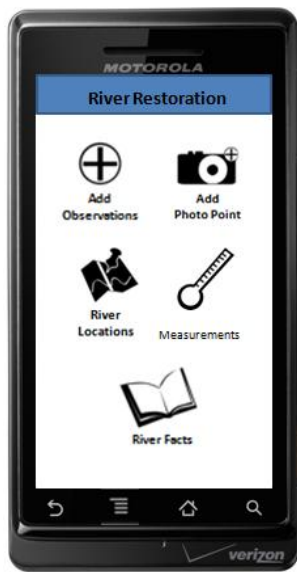 MOTOROLA
River Restoration
Add
Observations
Add
Photo Point
River
Locations
Measurements
River Facts
verizon